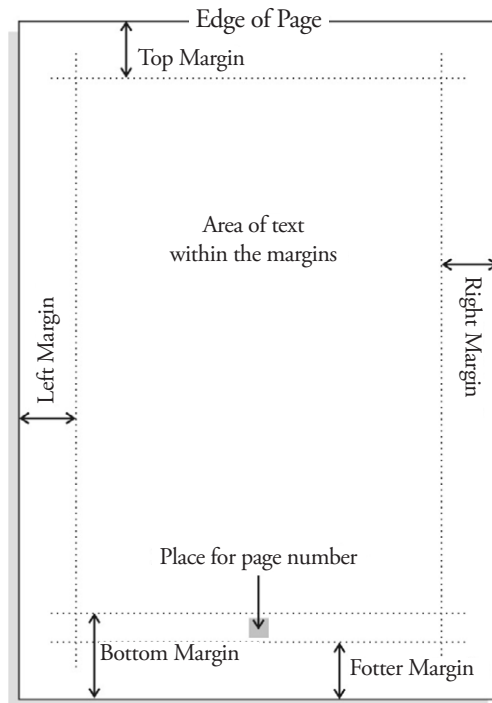 Edge of Page
Top Margin
Area of text
within the margins
Right Margin
Left Margin
Place for page number
Bottom Margin
Fotter Margin